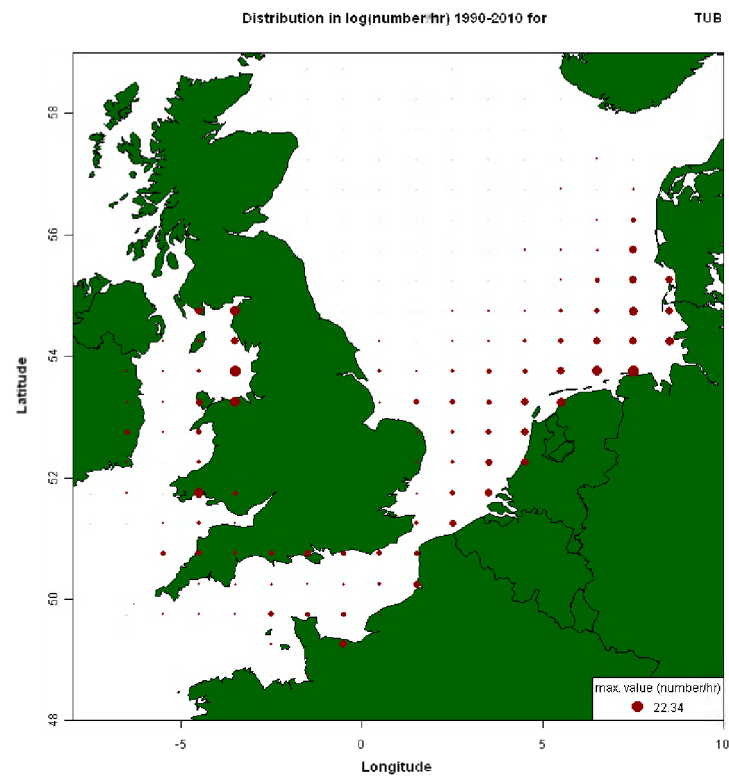 Distribution in log(number/hr) 1990-2010 for TUB
58
56
54
52
50
48
Latitude
-5 0 5 10
Longitude
max. value (number/hr)
22.34